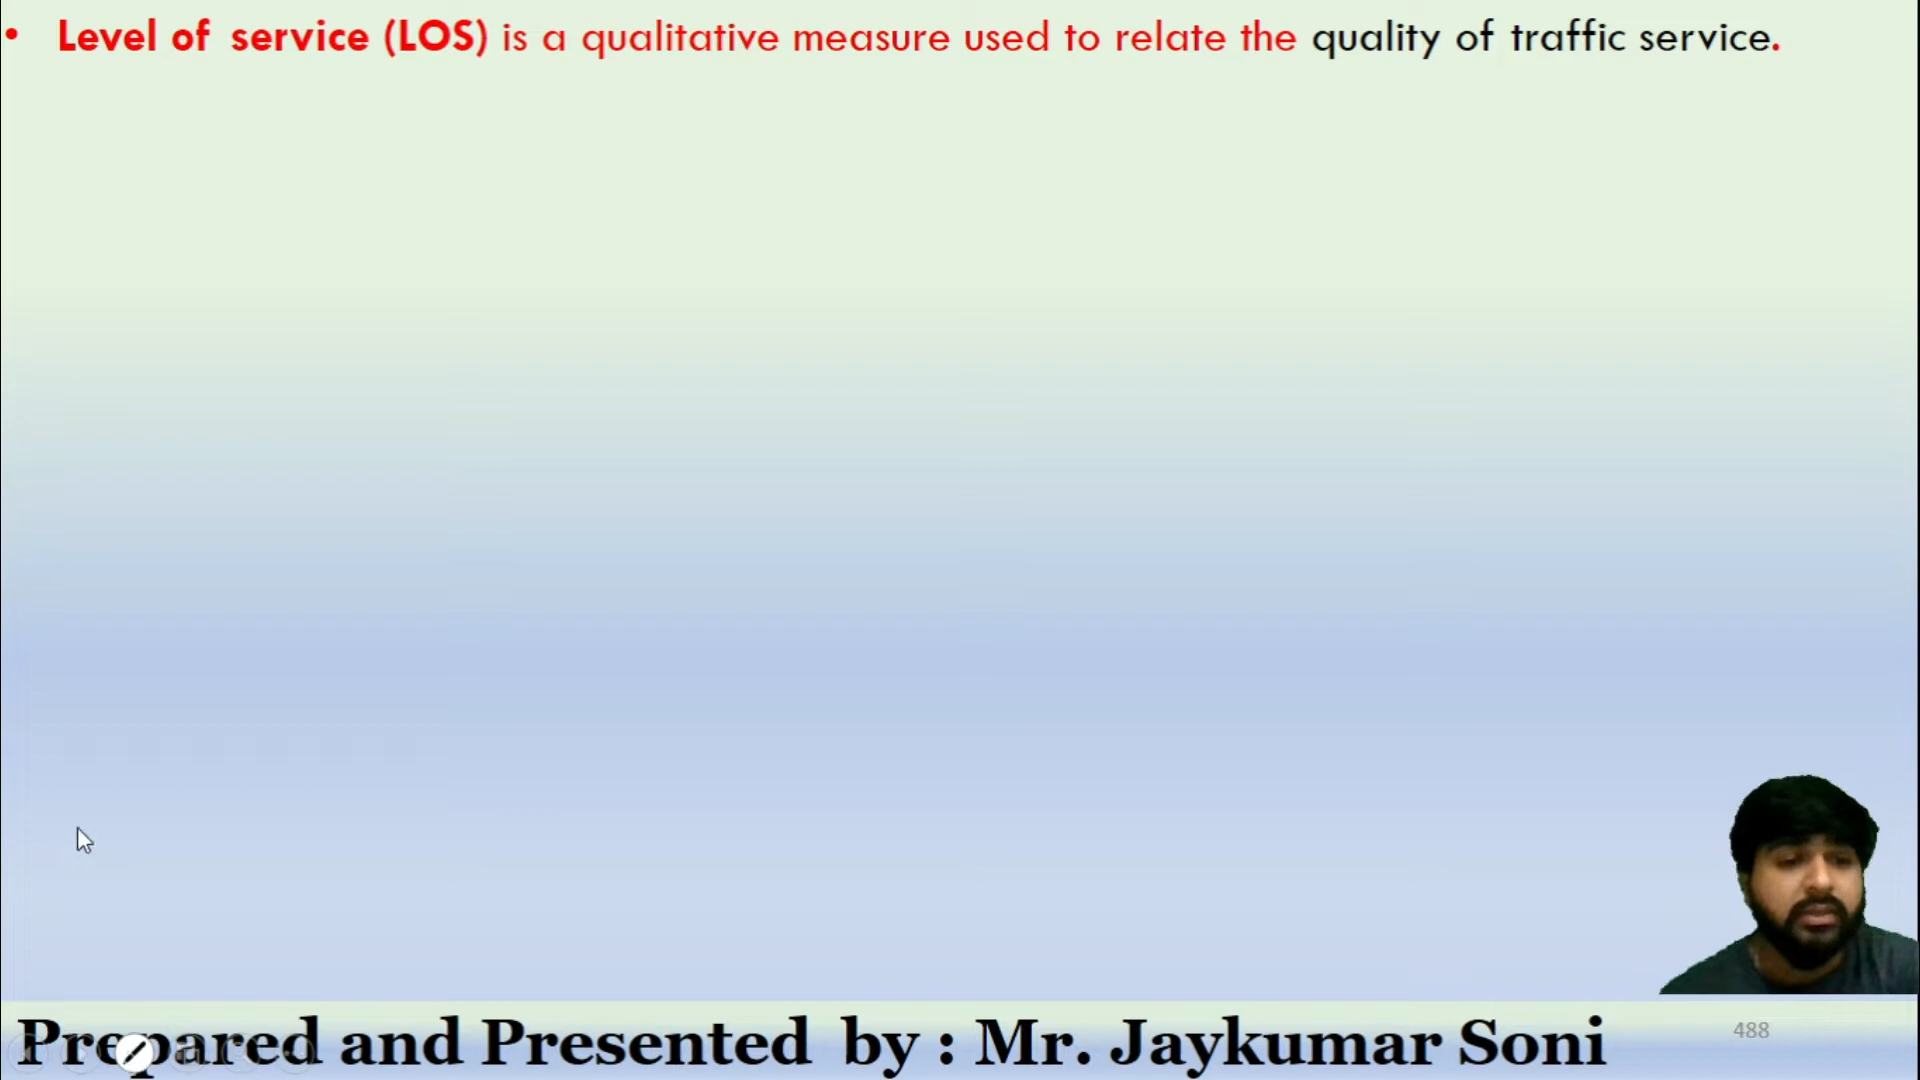 • Level of service (LOS) is a qualitative measure used to relate the quality of traffic service.
Prepared and Presented by : Mr. Jaykumar Soni
488